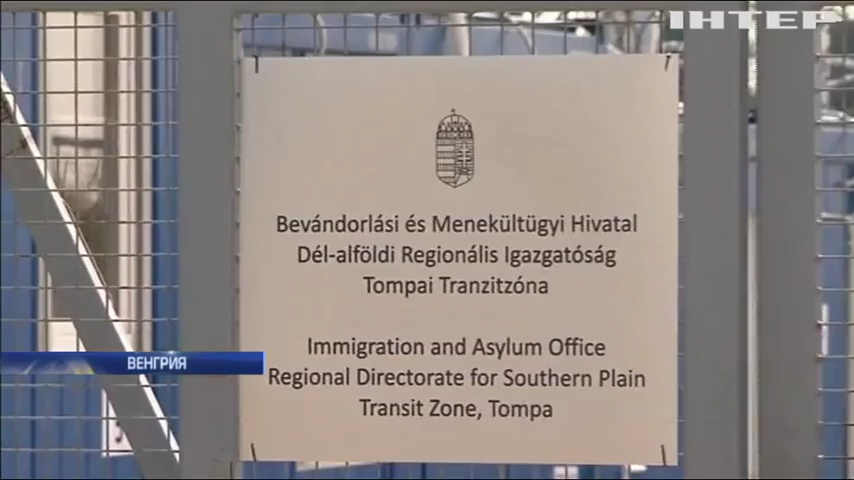 ІНТЕР
Bevándorlási és Menekültügyi Hivatal
Dél-alföldi Regionális Igazgatóság
Tompai Tranzitzóna
Immigration and Asylum Office
Regional Directorate for Southern Plain
Transit Zone, Tompa
ВЕНГРИЯ